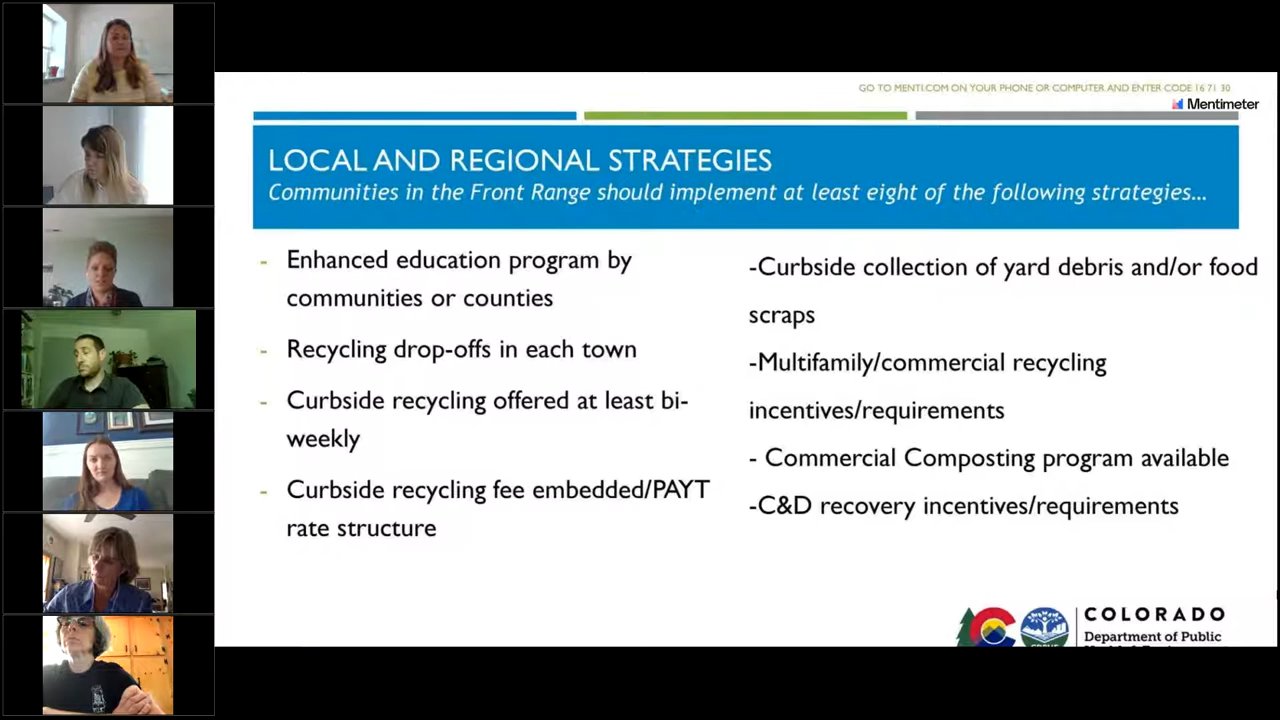 GO TO MENTI.COM ON YOUR PHONE OR COMPUTER AND ENTER CODE 16 71 30
Mentimeter
LOCAL AND REGIONAL STRATEGIES
Communities in the Front Range should implement at least eight of the following strategies...
- Enhanced education program by
communities or counties
- Recycling drop-offs in each town
- Curbside recycling offered at least bi-
weekly
- Curbside recycling fee embedded/PAYT
rate structure
-Curbside collection of yard debris and/or food
scraps
-Multifamily/commercial recycling
incentives/requirements
- Commercial Composting program available
-C&D recovery incentives/requirements
COLORADO
Department of Public